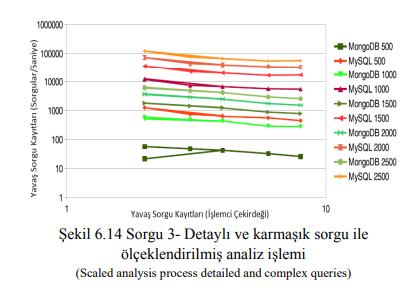 1000000
100000
10000
1000
100
10
1
1
10
Yavaş Sorgu Kayıtları (Sorgular/Saniye)
Yavaş Sorgu Kayıtları (İşlemci Çekirdeği)
MongoDB 500
MySQL 500
MongoDB 1000
MySQL 1000
MongoDB 1500
MySQL 1500
MongoDB 2000
MySQL 2000
MongoDB 2500
MySQL 2500
Şekil 6.14 Sorgu 3- Detaylı ve karmaşık sorgu ile
ölçeklendirilmiş analiz işlemi
(Scaled analysis process detailed and complex queries)